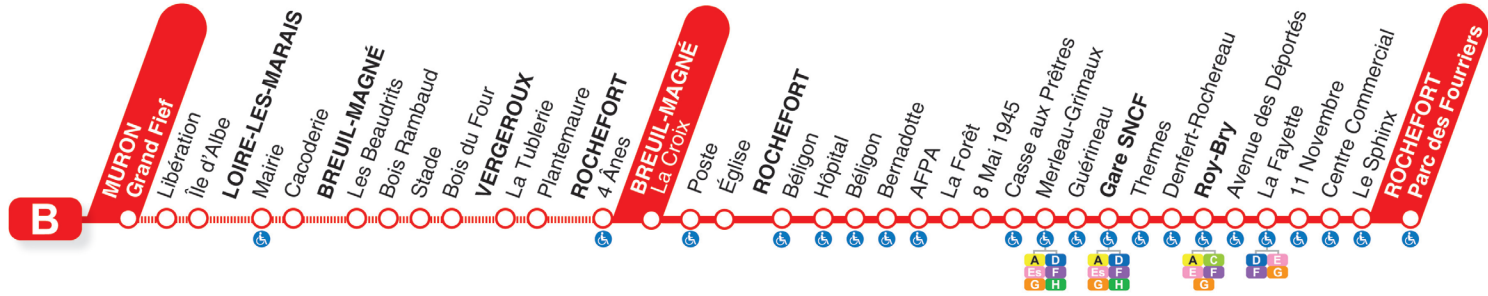 B
MURON
Grand Fief
Libération
Île d'Albe
LOIRE-LES-MARAIS
Mairie
Cacoderie
BREUIL-MAGNÉ
Les Beaudrits
Bois Rambaud
Stade
Bois du Four
VERGEROUX
La Tublerie
Plantemaure
ROCHEFORT
4 Ânes
BREUIL-MAGNÉ
La Croix
Poste
Église
ROCHEFORT
Béligon
Hôpital
Béligon
Bernadotte
AFPA
La Forêt
8 Mai 1945
Casse aux Prêtres
Merleau-Grimaux
A D
Es F
G H
Guérineau
Gare SNCF
A D
Es F
G H
Thermes
Denfert-Rochereau
Roy-Bry
A C
E F
G
Avenue des Déportés
La Fayette
D E
F G
11 Novembre
Centre Commercial
Le Sphinx
ROCHEFORT
Parc des Fourriers